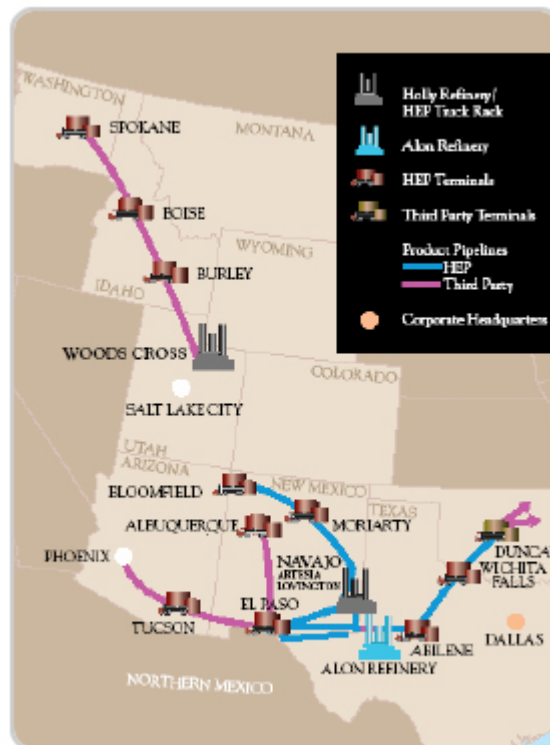 WASHINGTON
SPOKANE
MONTANA
BOISE
WYOMING
BURLEY
IDAHO
WOODS CROSS
COLORADO
SALT LAKE CITY
UTAH
ARIZONA
BLOOMFIELD
NEW MEXICO
TEXAS
ALBUQUERQUE
MORIARTY
DUNCA
PHOENIX
NAVAJO
ARTESIA
LOVINGTON
WICHITA
FALLS
EL PASO
TUCSON
ABILENE
DALLAS
ALON REFINERY
NORTHERN MEXICO
Holly Refinery/
HEP Truck Rack
Alon Refinery
HEP Terminals
Third Party Terminals
Product Pipelines
HEP
Third Party
Corporate Headquarters